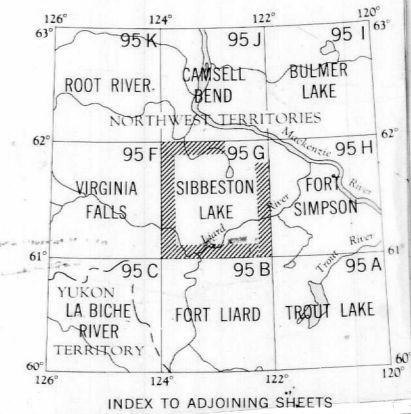 126° 124° 122° 120°
63° 63°
95 K 95 J 95 I
ROOT RIVER CAMSELL BEND BULMER LAKE
NORTHWEST TERRITORIES
Mackenzie River
62° 62°
95 F 95 G 95 H
VIRGINIA FALLS SIBBESTON LAKE FORT SIMPSON
Liard River
Trout River
61° 61°
95 C 95 B 95 A
YUKON TERRITORY
LA BICHE RIVER FORT LIARD TROUT LAKE
60° 60°
126° 124° 122° 120°
INDEX TO ADJOINING SHEETS